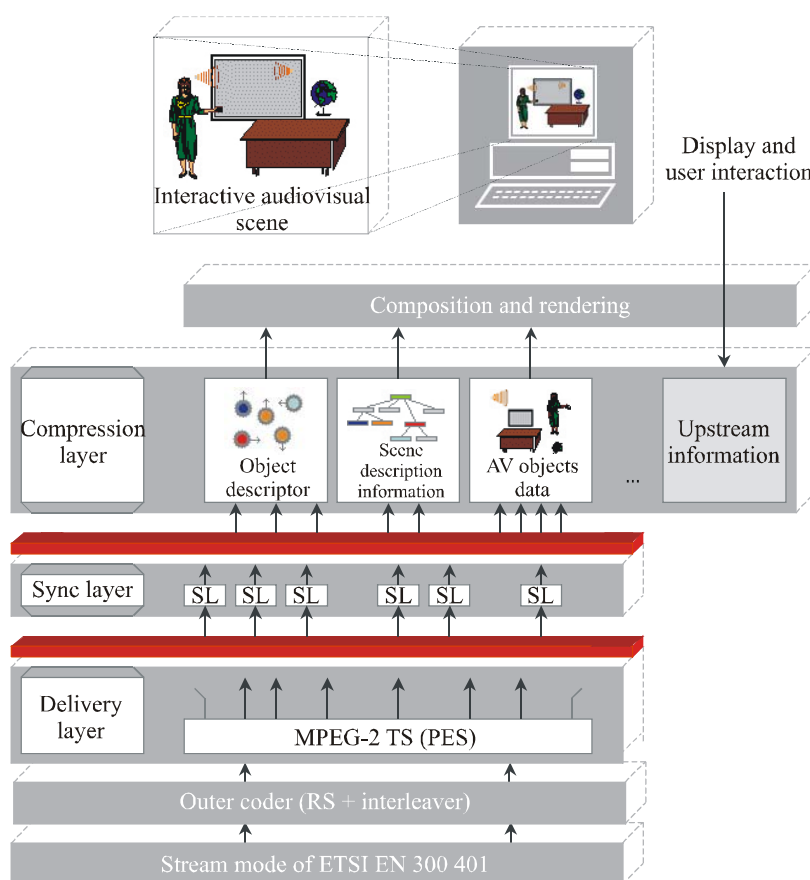 Interactive audiovisual
scene
Display and
user interaction
Composition and rendering
Compression
layer
Object
descriptor
Scene
description
information
AV objects
data
...
Upstream
information
Sync layer
SL
SL
SL
SL
SL
SL
Delivery
layer
MPEG-2 TS (PES)
Outer coder (RS + interleaver)
Stream mode of ETSI EN 300 401